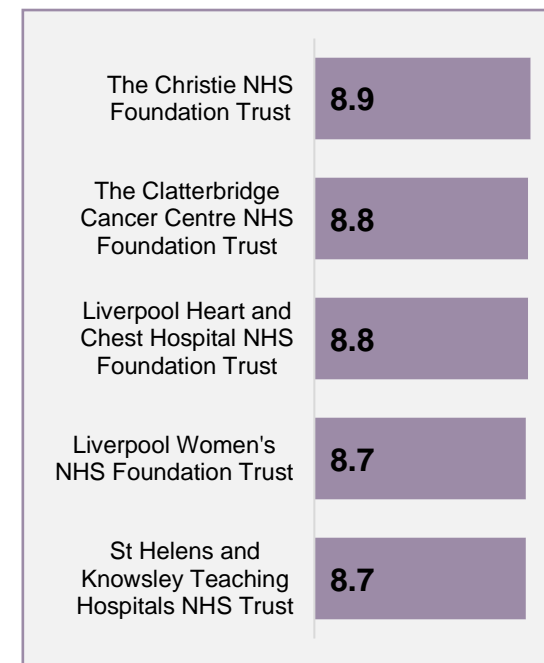 The Christie NHS
Foundation Trust
8.9
The Clatterbridge
Cancer Centre NHS
Foundation Trust
8.8
Liverpool Heart and
Chest Hospital NHS
Foundation Trust
8.8
Liverpool Women's
NHS Foundation Trust
8.7
St Helens and
Knowsley Teaching
Hospitals NHS Trust
8.7